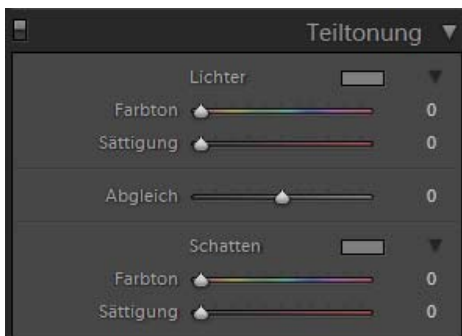 Teiltonung
Lichter
Farbton 0
Sättigung 0
Abgleich 0
Schatten
Farbton 0
Sättigung 0